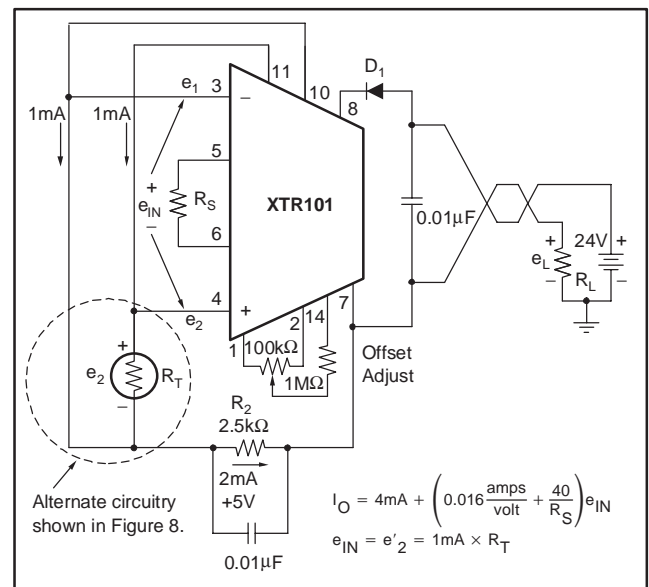 11
D1
e1 3
−
10
8
1mA
1mA
5
+
eIN
−
RS
XTR101
0.01µF
6
24V
+
+
eL
−
RL
−
4
+
e2
2
14
7
1
100kΩ
1MΩ
Offset
Adjust
+
e2
RT
−
R2
2.5kΩ
2mA
+5V
0.01µF
Alternate circuitry
shown in Figure 8.
IO = 4mA + (0.016 amps/volt + 40/RS) eIN
eIN = e′2 = 1mA × RT